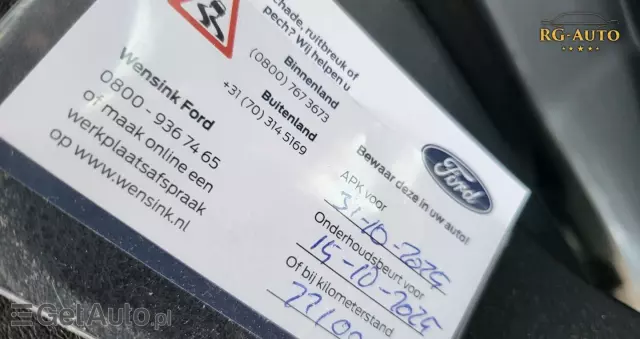 chade, ruitbreuk of
pech? Wij helpen u
Binnenland
(0800) 767 3673
Buitenland
+31 (70) 314 5169
Wensink Ford
0800 - 936 74 65
of maak online een
werkplaatsafspraak
op www.wensink.nl
Ford
Bewaar deze in uw auto!
APK voor
31-10-2024
Onderhoudsbeurt voor
15-10-2024
Of bij kilometerstand
RG-AUTO
GetAuto.pl